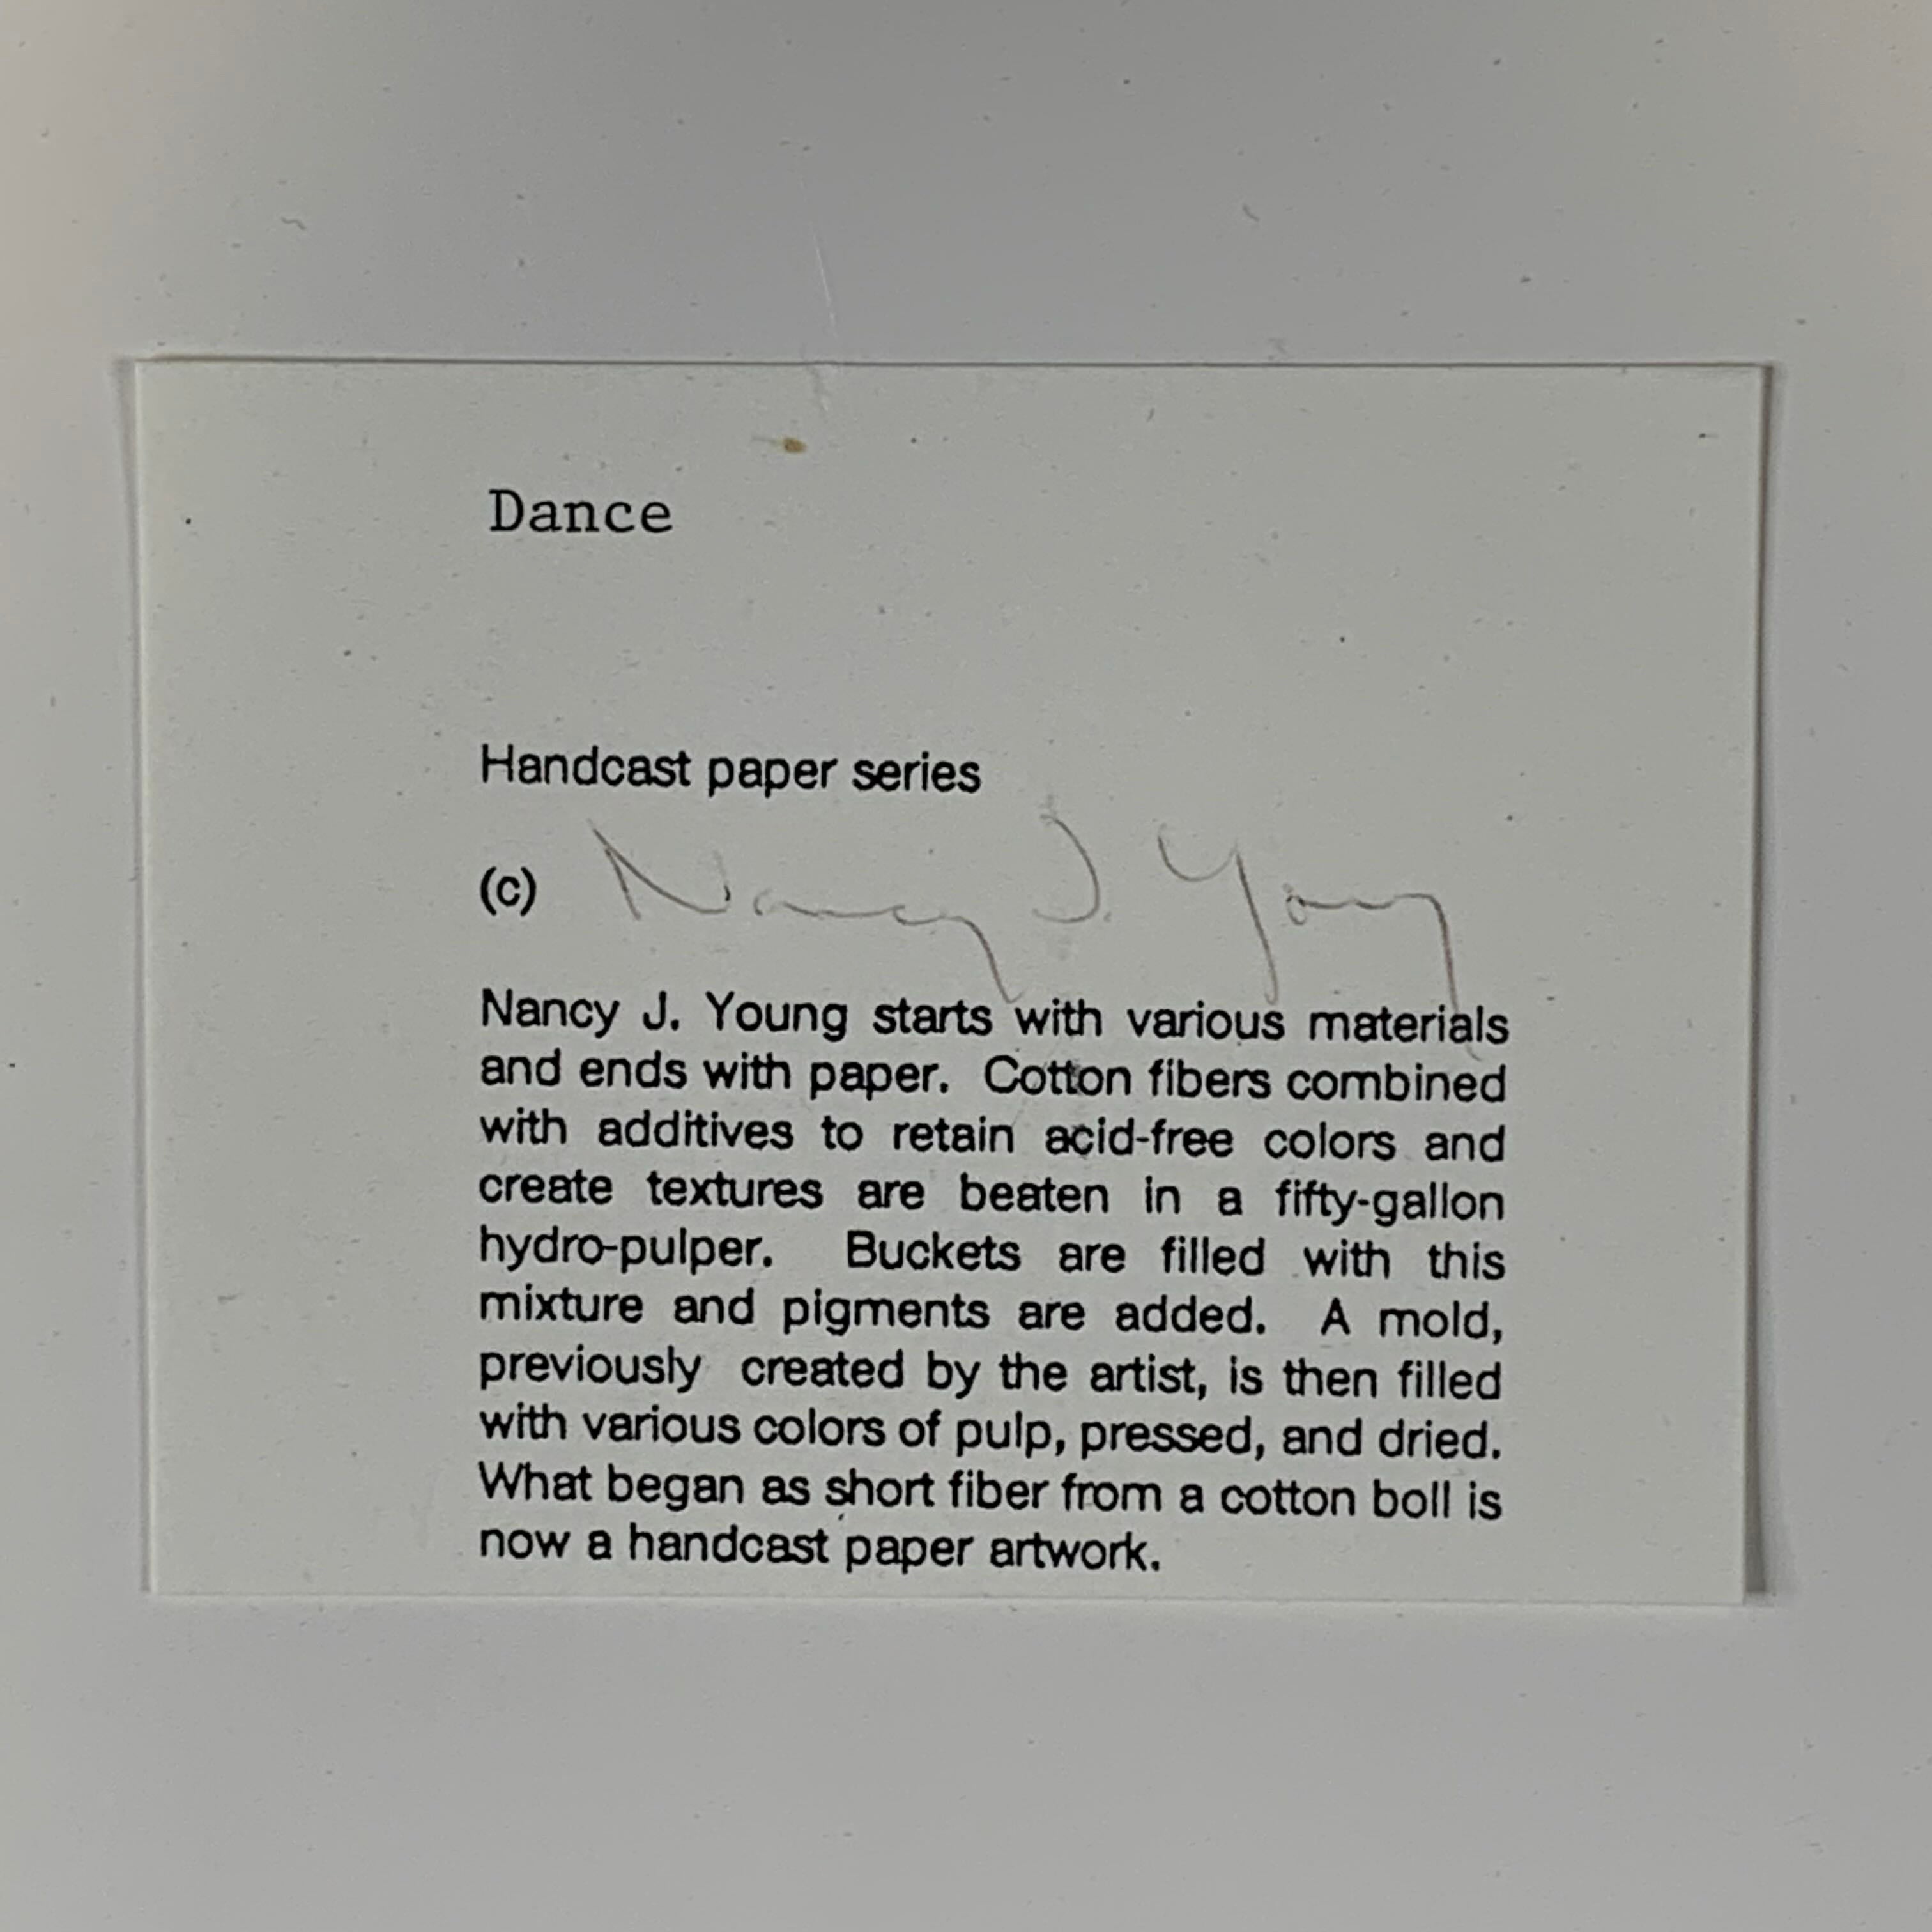 Dance
Handcast paper series
(c) Nancy J. Young
Nancy J. Young starts with various materials
and ends with paper. Cotton fibers combined
with additives to retain acid-free colors and
create textures are beaten in a fifty-gallon
hydro-pulper. Buckets are filled with this
mixture and pigments are added. A mold,
previously created by the artist, is then filled
with various colors of pulp, pressed, and dried.
What began as short fiber from a cotton boll is
now a handcast paper artwork.